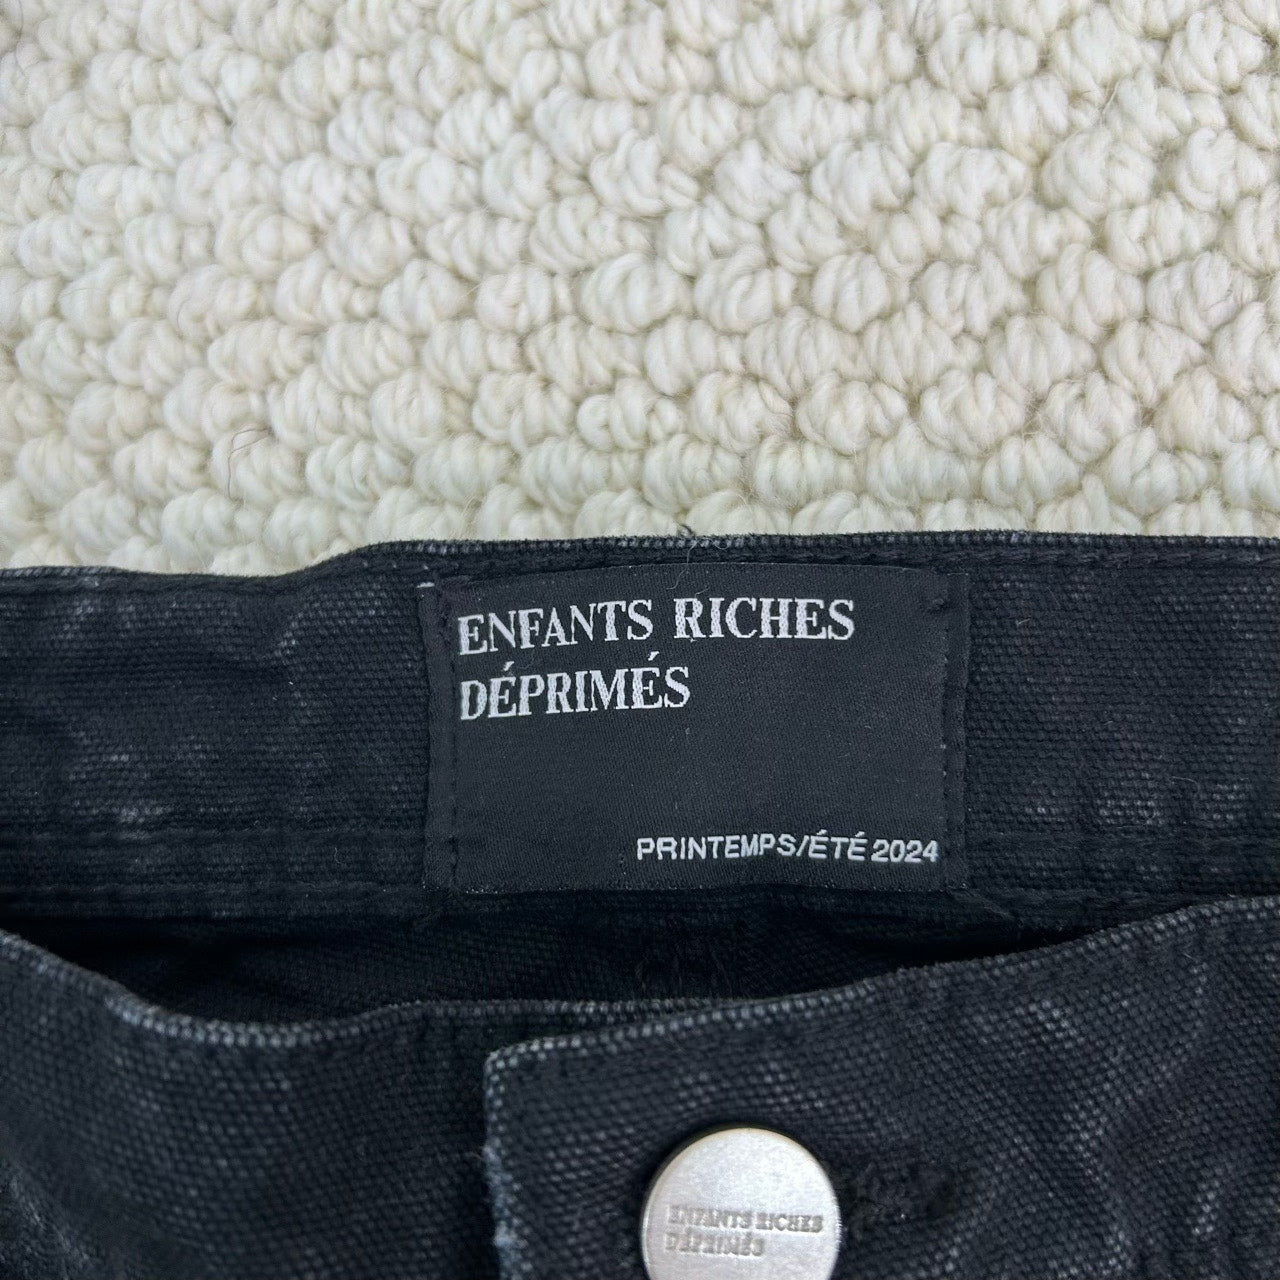 ENFANTS RICHES
DÉPRIMÉS
PRINTEMPS/ÉTÉ 2024
ENFANTS RICHES
DÉPRIMÉS